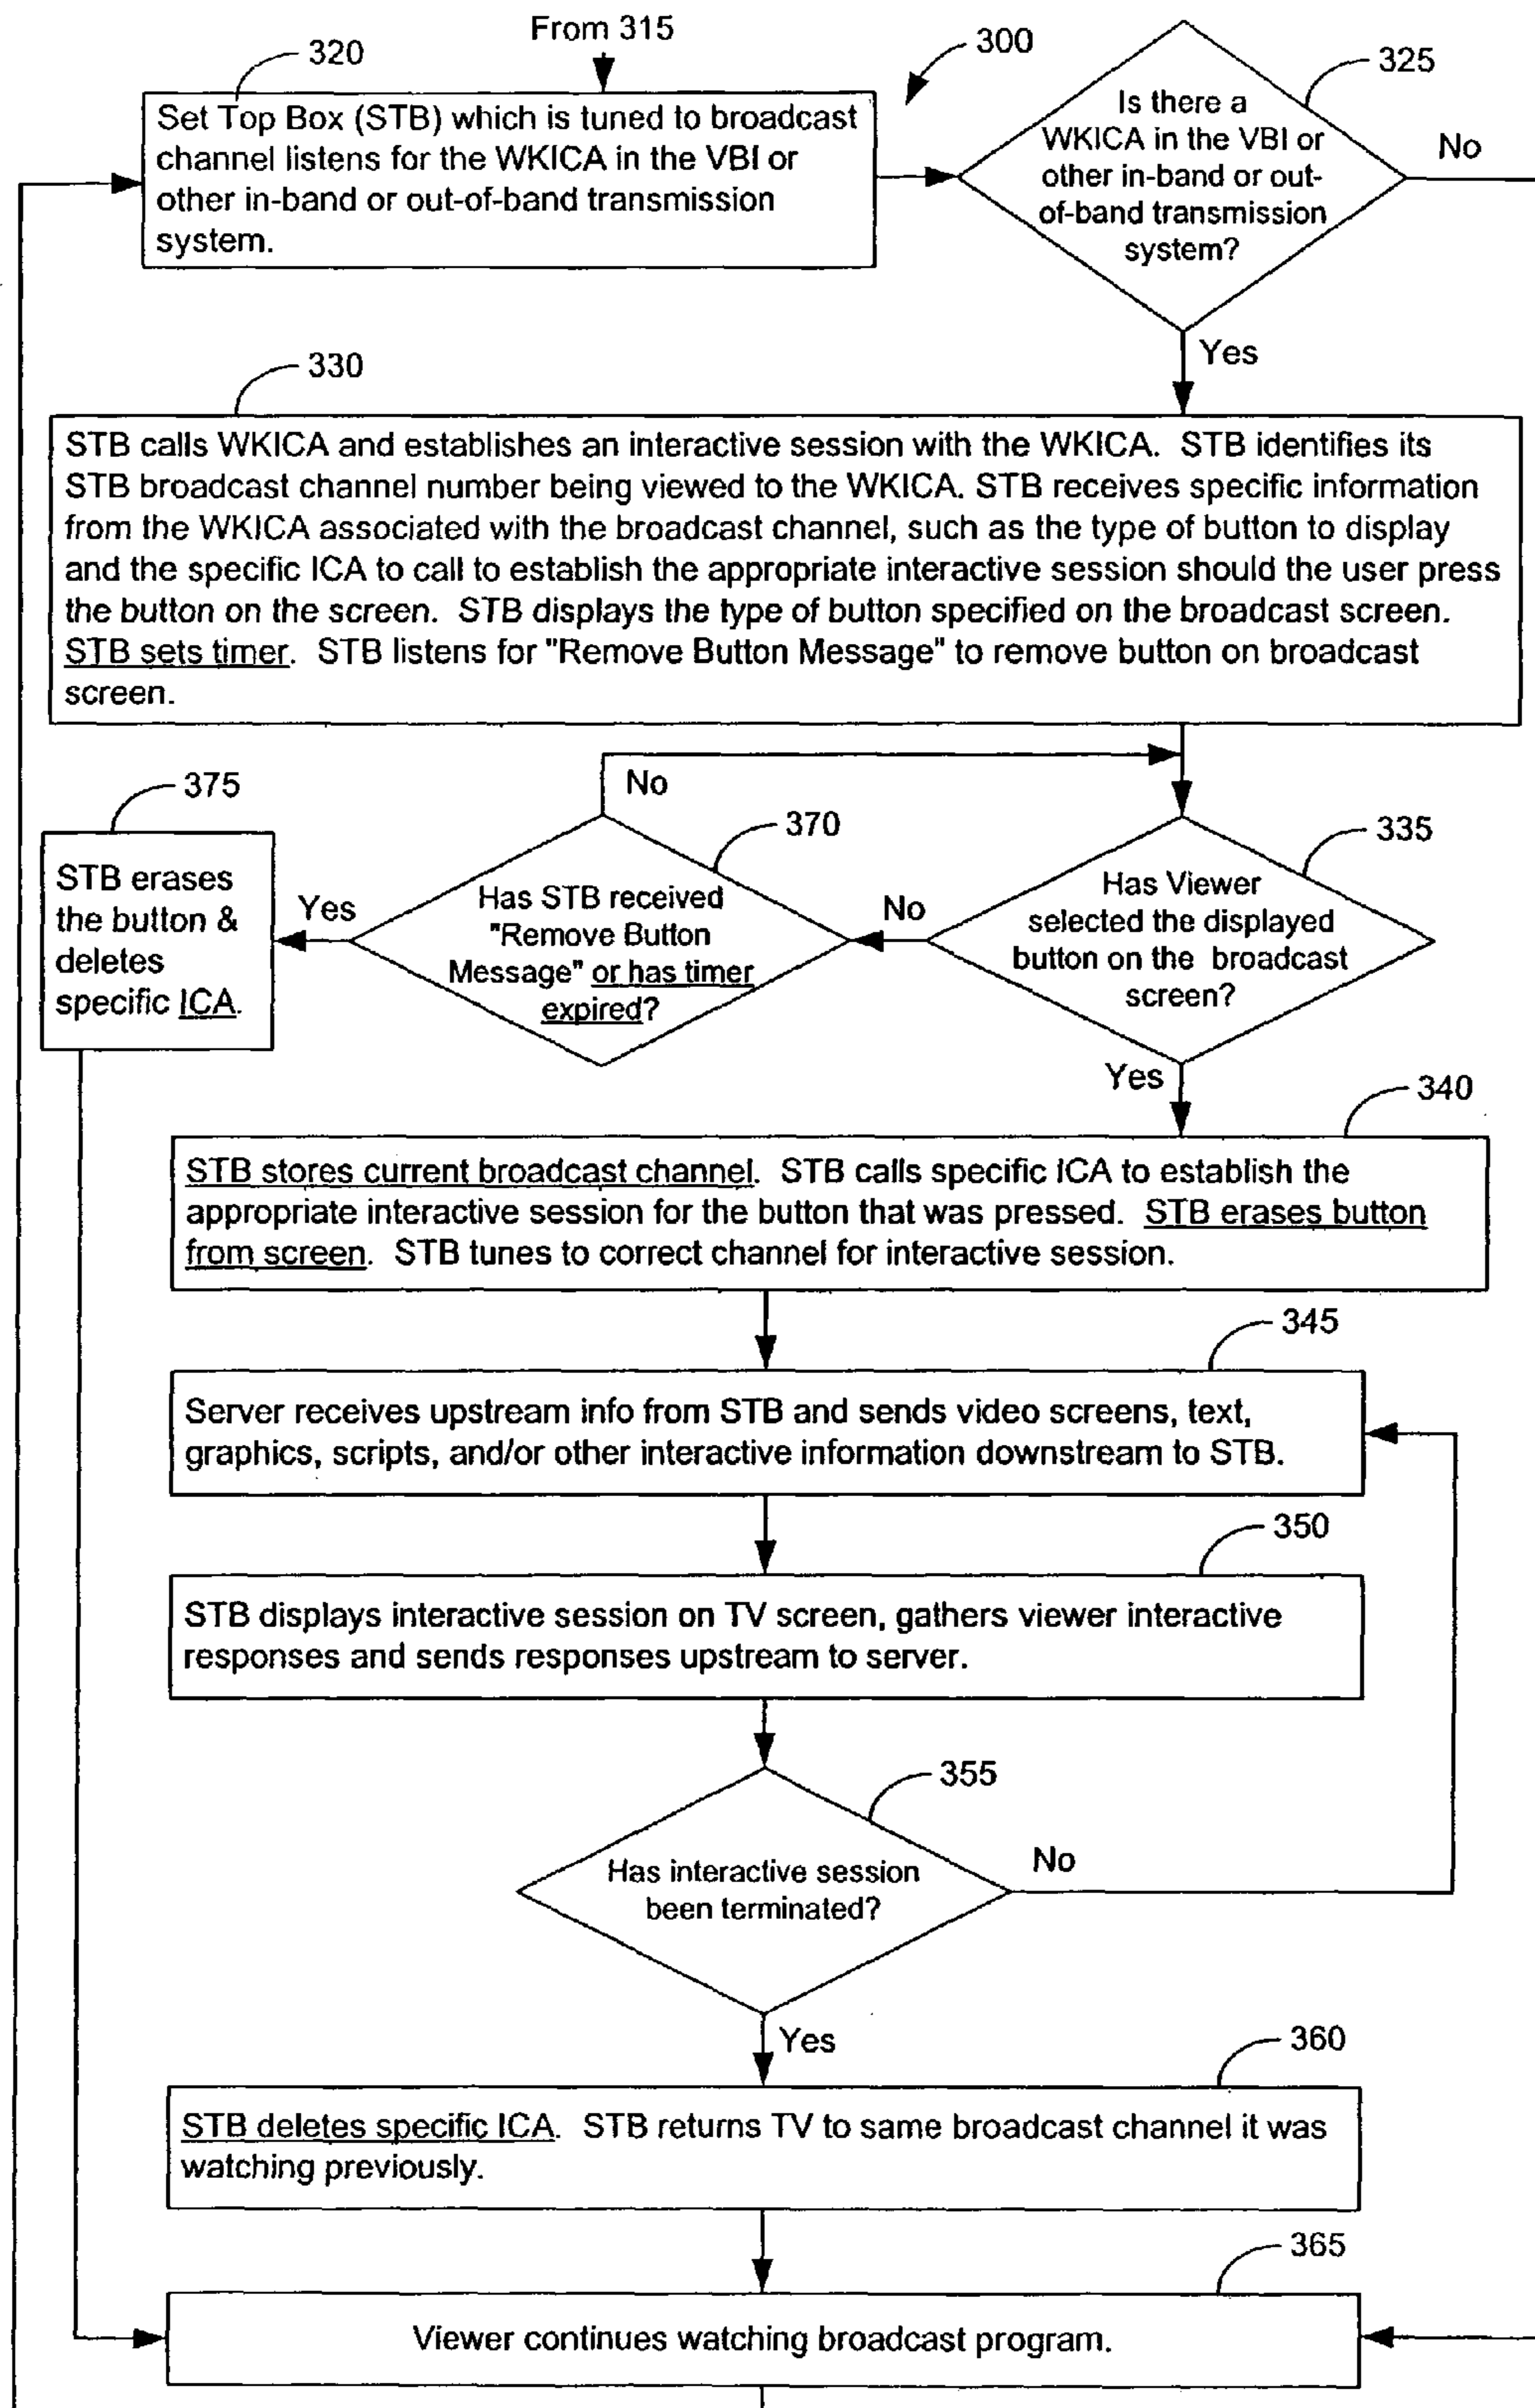 From 315
320
300
325
Set Top Box (STB) which is tuned to broadcast
channel listens for the WKICA in the VBI or
other in-band or out-of-band transmission
system.
Is there a
WKICA in the VBI or
other in-band or out-
of-band transmission
system?
No
Yes
330
STB calls WKICA and establishes an interactive session with the WKICA. STB identifies its
STB broadcast channel number being viewed to the WKICA. STB receives specific information
from the WKICA associated with the broadcast channel, such as the type of button to display
and the specific ICA to call to establish the appropriate interactive session should the user press
the button on the screen. STB displays the type of button specified on the broadcast screen.
STB sets timer. STB listens for "Remove Button Message" to remove button on broadcast
screen.
375
STB erases
the button &
deletes
specific ICA.
Yes
No
370
Has STB received
"Remove Button
Message" or has timer
expired?
No
335
Has Viewer
selected the displayed
button on the broadcast
screen?
Yes
340
STB stores current broadcast channel. STB calls specific ICA to establish the
appropriate interactive session for the button that was pressed. STB erases button
from screen. STB tunes to correct channel for interactive session.
345
Server receives upstream info from STB and sends video screens, text,
graphics, scripts, and/or other interactive information downstream to STB.
350
STB displays interactive session on TV screen, gathers viewer interactive
responses and sends responses upstream to server.
355
Has interactive session
been terminated?
No
Yes
360
STB deletes specific ICA. STB returns TV to same broadcast channel it was
watching previously.
365
Viewer continues watching broadcast program.